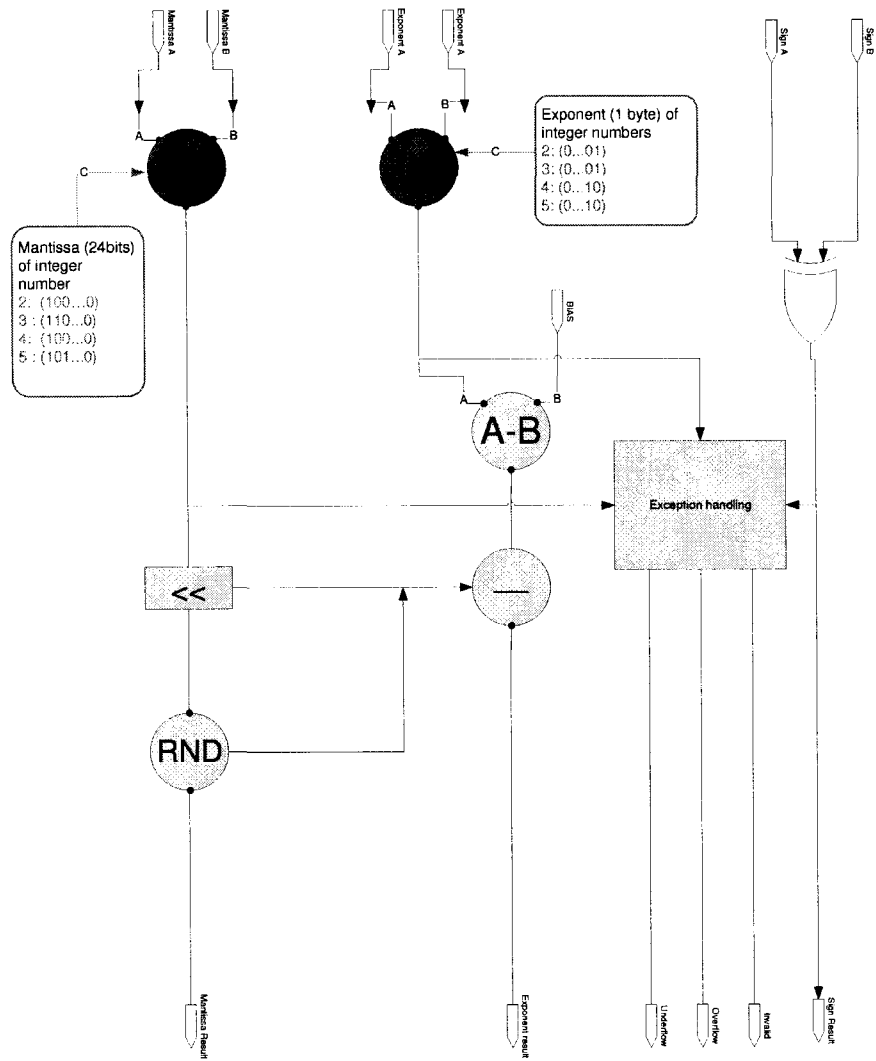 Mantissa A
Mantissa B
Exponent A
Exponent A
Sign A
Sign B
A
B
A
B
C
C
Exponent (1 byte) of
integer numbers
2: (0...01)
3: (0...01)
4: (0...10)
5: (0...10)
Mantissa (24bits)
of integer
number
2: (100...0)
3 : (110...0)
4: (100...0)
5 : (101...0)
BIAS
A
B
A-B
Exception handling
<<
—
RND
Mantissa Result
Exponent result
Underflow
Overflow
Invalid
Sign Result